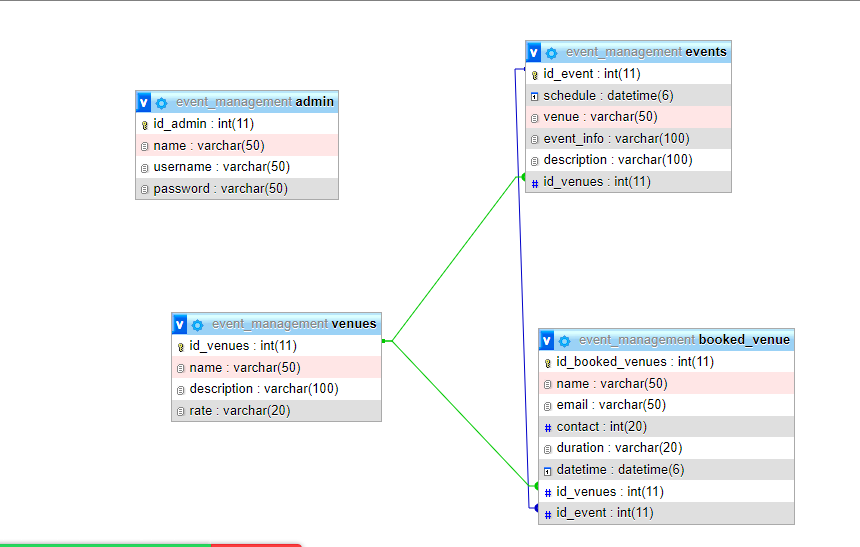 event_management admin
id_admin : int(11)
name : varchar(50)
username : varchar(50)
password : varchar(50)
event_management events
id_event : int(11)
schedule : datetime(6)
venue : varchar(50)
event_info : varchar(100)
description : varchar(100)
# id_venues : int(11)
event_management venues
id_venues : int(11)
name : varchar(50)
description : varchar(100)
rate : varchar(20)
event_management booked_venue
id_booked_venues : int(11)
name : varchar(50)
email : varchar(50)
# contact : int(20)
duration : varchar(20)
datetime : datetime(6)
# id_venues : int(11)
# id_event : int(11)